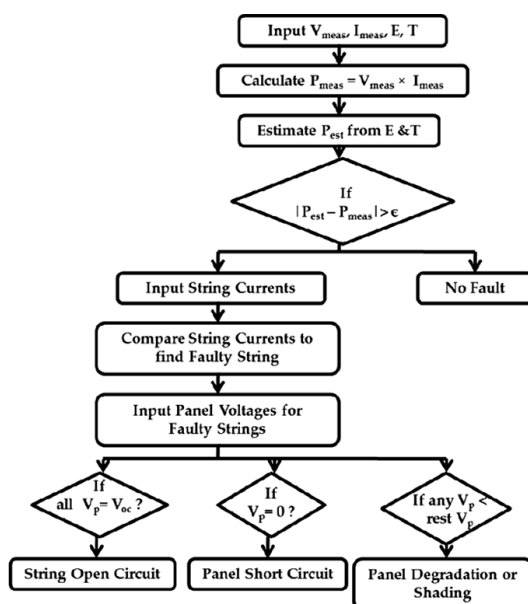 Input V_meas, I_meas, E, T
Calculate P_meas = V_meas × I_meas
Estimate P_est from E &T
If
|P_est – P_meas| > ϵ
Input String Currents
No Fault
Compare String Currents to
find Faulty String
Input Panel Voltages for
Faulty Strings
If
all V_p= V_oc ?
If
V_p= 0 ?
If any V_p <
rest V_p
String Open Circuit
Panel Short Circuit
Panel Degradation or
Shading